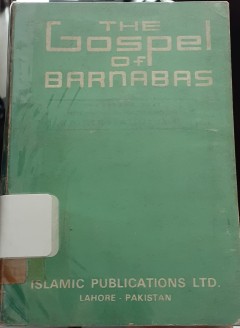 THE
Gospel
OF
BARNABAS
ISLAMIC PUBLICATIONS LTD.
LAHORE - PAKISTAN